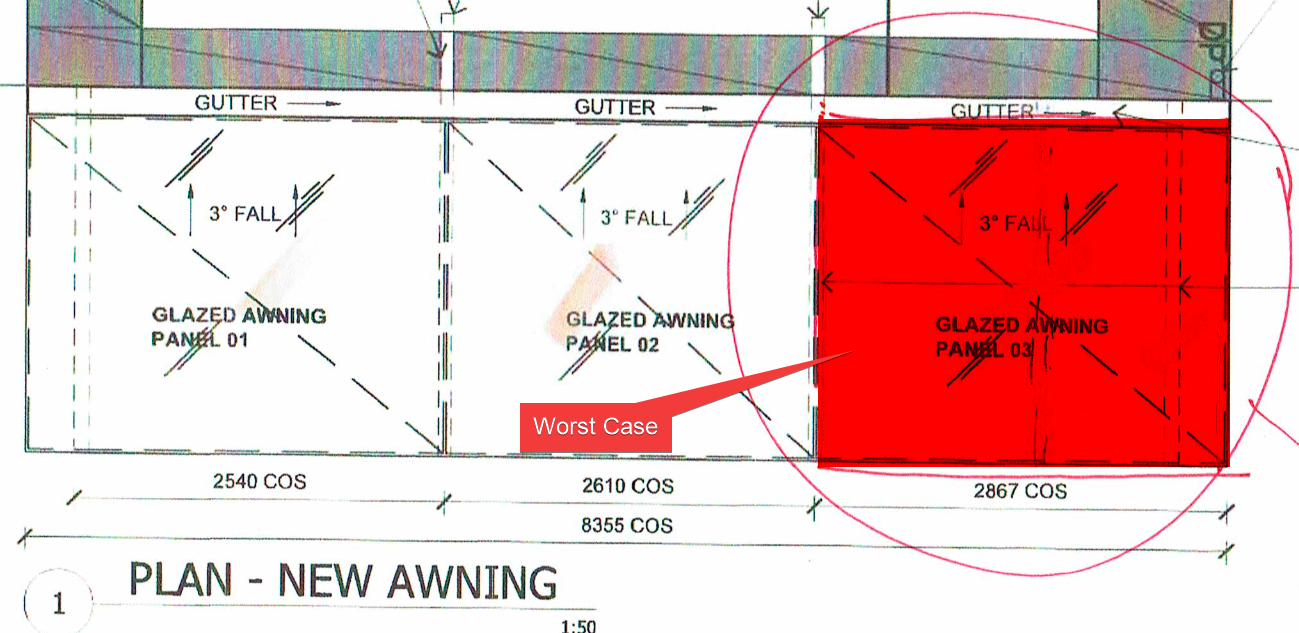 GUTTER
GUTTER
GUTTER
3° FALL
3° FALL
3° FALL
GLAZED AWNING
PANEL 01
GLAZED AWNING
PANEL 02
GLAZED AWNING
PANEL 03
Worst Case
2540 COS
2610 COS
2867 COS
8355 COS
1
PLAN - NEW AWNING
1:50